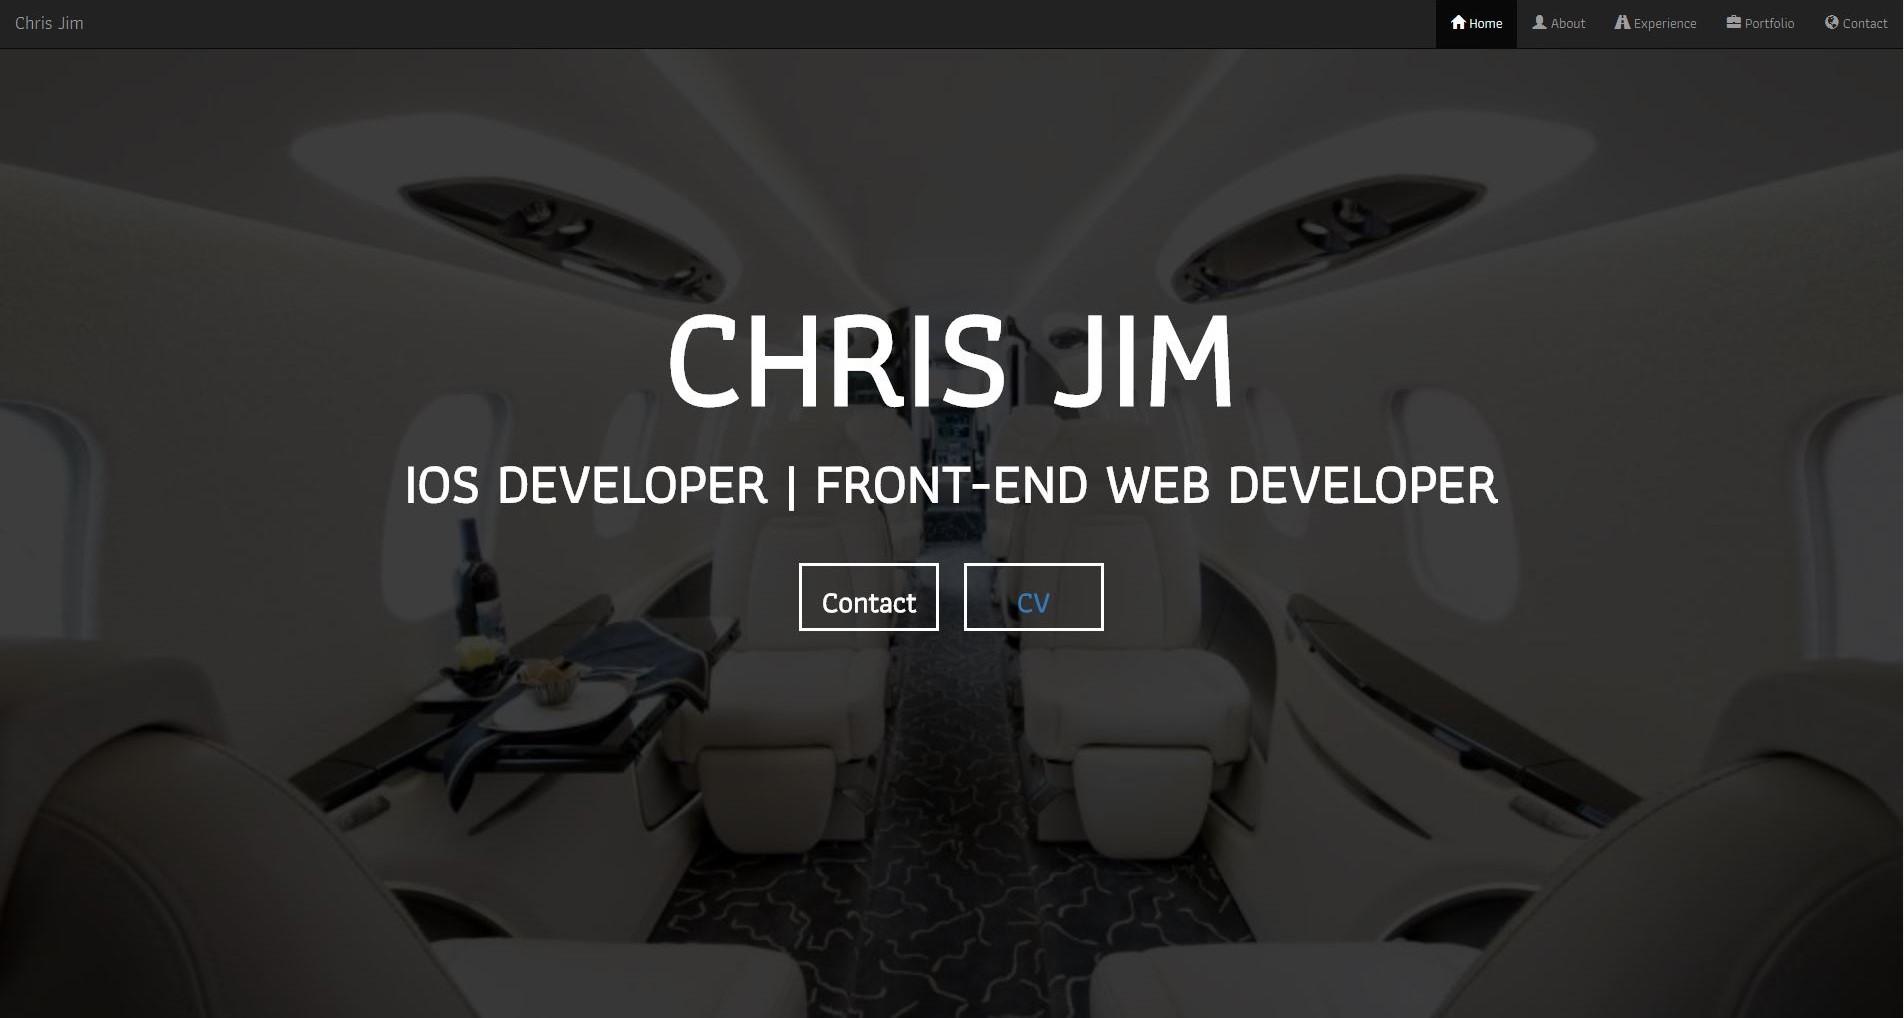 Chris Jim
Home About Experience Portfolio Contact
CHRIS JIM
IOS DEVELOPER | FRONT-END WEB DEVELOPER
Contact CV